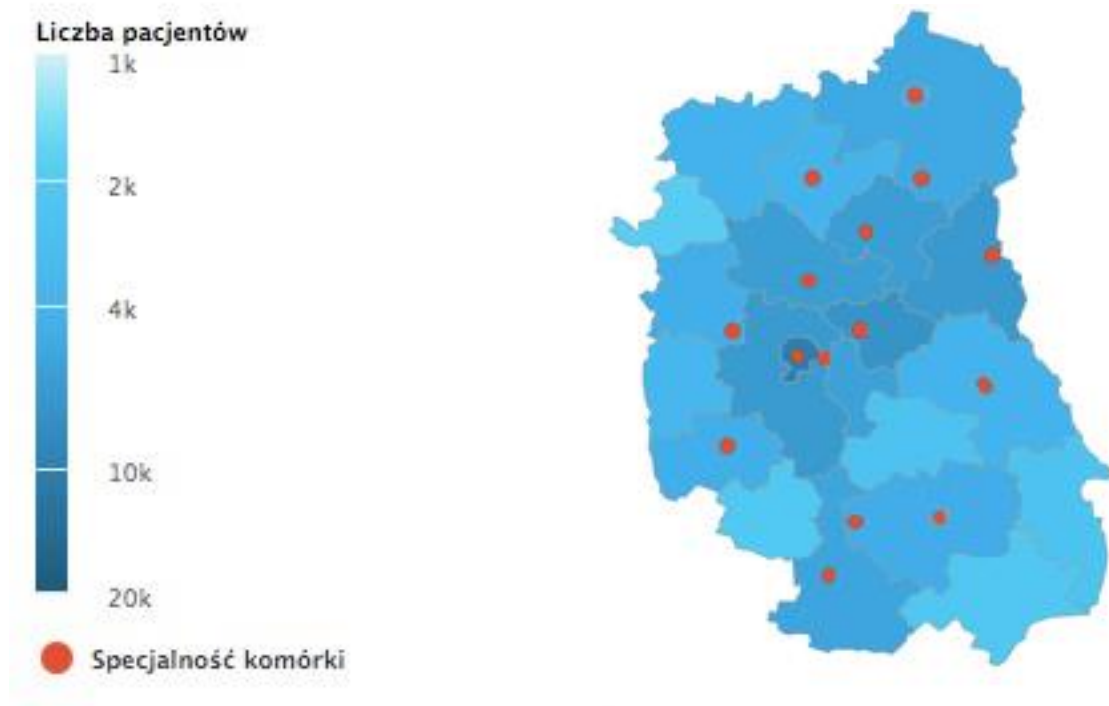 Liczba pacjentów
1k
2k
4k
10k
20k
Specjalność komórki